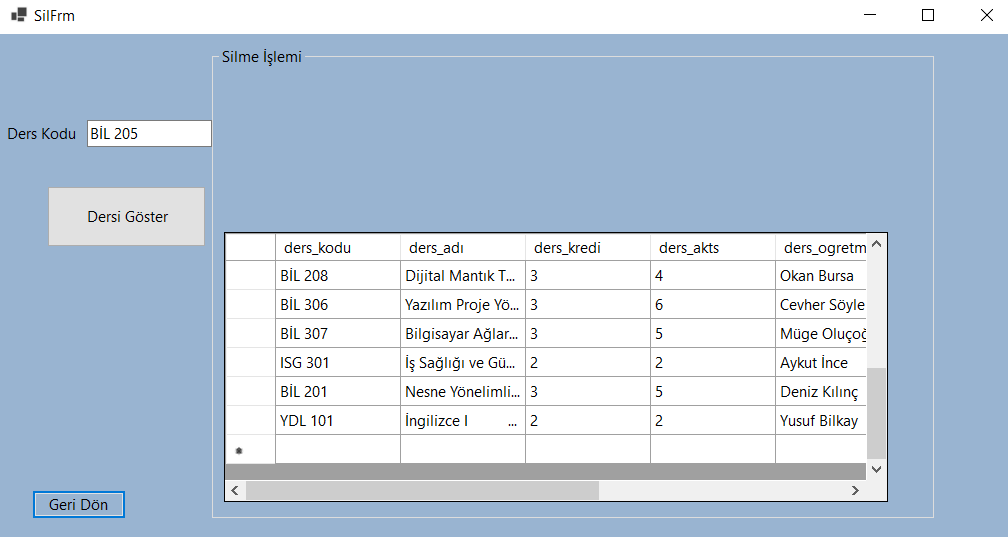 SilFrm
Silme İşlemi
Ders Kodu BİL 205
Dersi Göster
ders_kodu ders_adı ders_kredi ders_akts ders_ogretm
BİL 208 Dijital Mantık T... 3 4 Okan Bursa
BİL 306 Yazılım Proje Yö... 3 6 Cevher Söyle
BİL 307 Bilgisayar Ağlar... 3 5 Müge Oluçoğ
ISG 301 İş Sağlığı ve Gü... 2 2 Aykut İnce
BİL 201 Nesne Yönelimli... 3 5 Deniz Kılınç
YDL 101 İngilizce I ... 2 2 Yusuf Bilkay
Geri Dön